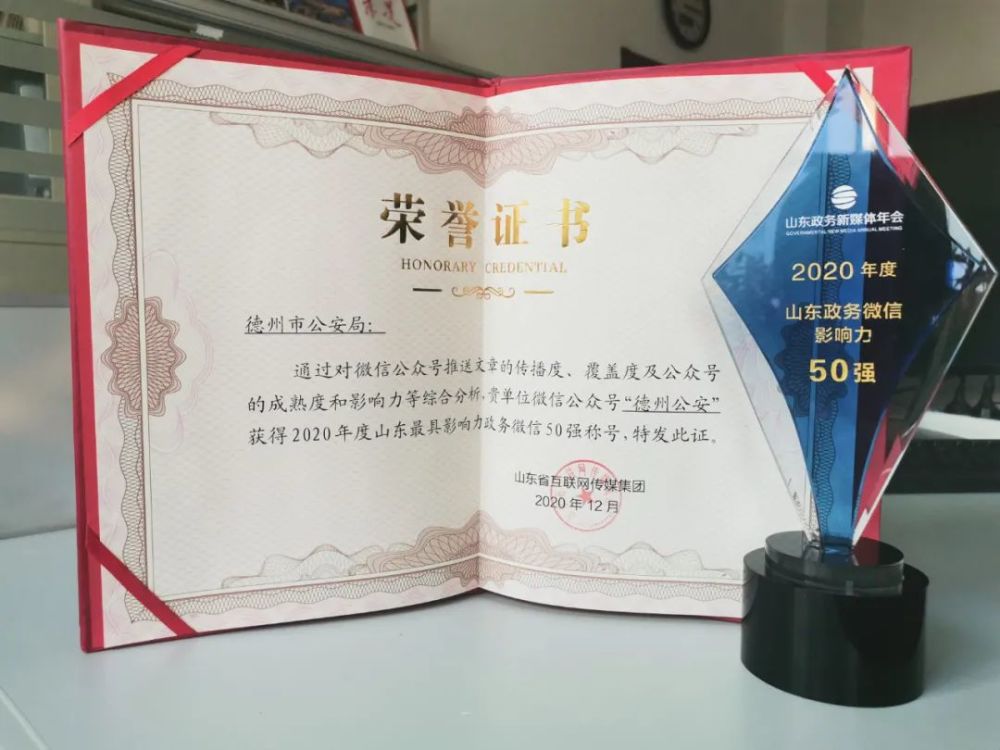 荣誉证书
HONORARY CREDENTIAL
德州市公安局：
通过对微信公众号推送文章的传播度、覆盖度及公众号
的成熟度和影响力等综合分析，贵单位微信公众号“德州公安”
获得2020年度山东最具影响力政务微信50强称号，特发此证。
山东省互联网传媒集团
2020年12月
山东政务新媒体年会
GOVERNMENTAL NEW MEDIA ANNUAL MEETING
2020年度
山东政务微信
影响力
50强